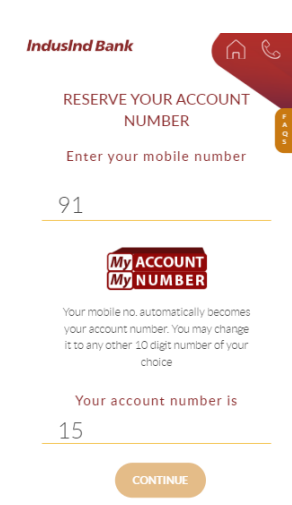 IndusInd Bank
RESERVE YOUR ACCOUNT
NUMBER
FAQS
Enter your mobile number
91
My ACCOUNT
My NUMBER
Your mobile no. automatically becomes
your account number. You may change
it to any other 10 digit number of your
choice
Your account number is
15
CONTINUE